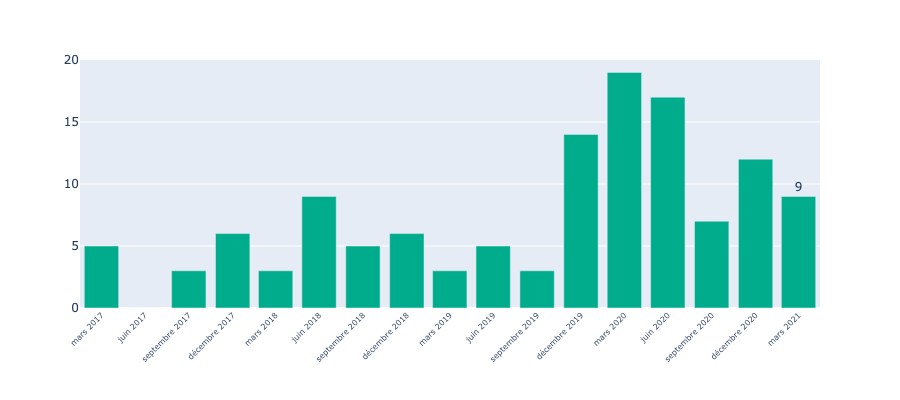 20
15
10
5
0
9
mars 2017
juin 2017
septembre 2017
décembre 2017
mars 2018
juin 2018
septembre 2018
décembre 2018
mars 2019
juin 2019
septembre 2019
décembre 2019
mars 2020
juin 2020
septembre 2020
décembre 2020
mars 2021